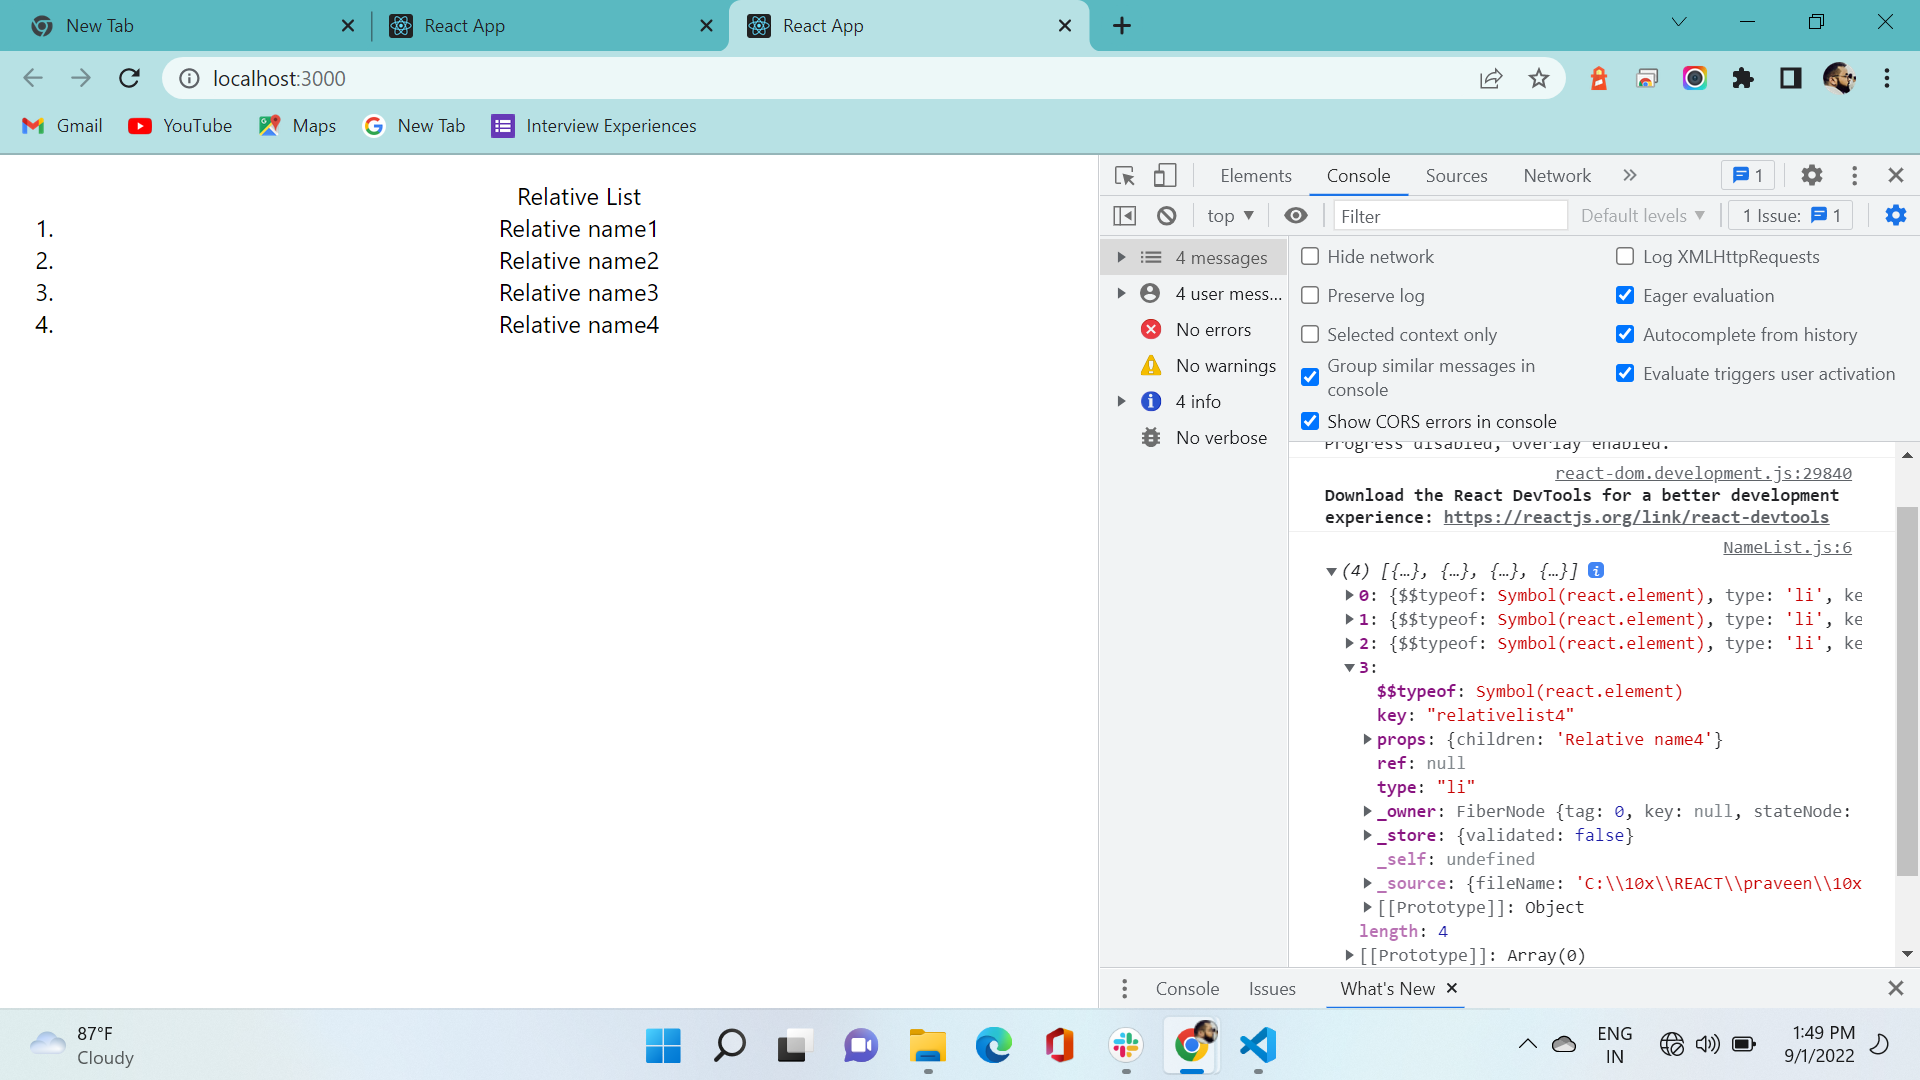 New Tab
React App
React App
localhost:3000
Gmail
YouTube
Maps
New Tab
Interview Experiences
Relative List
1. Relative name1
2. Relative name2
3. Relative name3
4. Relative name4
Elements Console Sources Network 1
top Filter Default levels 1 Issue: 1
4 messages
4 user mess...
No errors
No warnings
4 info
No verbose
Hide network
Log XMLHttpRequests
Preserve log
Eager evaluation
Selected context only
Autocomplete from history
Group similar messages in
console
Evaluate triggers user activation
Show CORS errors in console
Progress disabled, Overlay enabled.
react-dom.development.js:29840
Download the React DevTools for a better development
experience: https://reactjs.org/link/react-devtools
NameList.js:6
(4) [{…}, {…}, {…}, {…}]
0: {$$typeof: Symbol(react.element), type: 'li', ke
1: {$$typeof: Symbol(react.element), type: 'li', ke
2: {$$typeof: Symbol(react.element), type: 'li', ke
3:
$$typeof: Symbol(react.element)
key: "relativelist4"
props: {children: 'Relative name4'}
ref: null
type: "li"
_owner: FiberNode {tag: 0, key: null, stateNode:
_store: {validated: false}
_self: undefined
_source: {fileName: 'C:\\10x\\REACT\\praveen\\10x
[[Prototype]]: Object
length: 4
[[Prototype]]: Array(0)
Console Issues What's New
87°F
Cloudy
ENG
IN
1:49 PM
9/1/2022